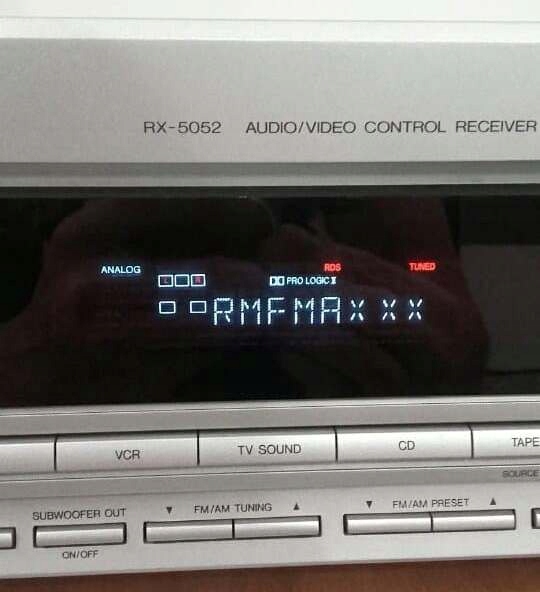 RX-5052 AUDIO/VIDEO CONTROL RECEIVER
ANALOG
L R
RDS TUNED
PRO LOGIC II
RMFMAXXX
VCR TV SOUND CD TAPE
SOURCE
SUBWOOFER OUT
▼ FM/AM TUNING ▲
▼ FM/AM PRESET ▲
ON/OFF